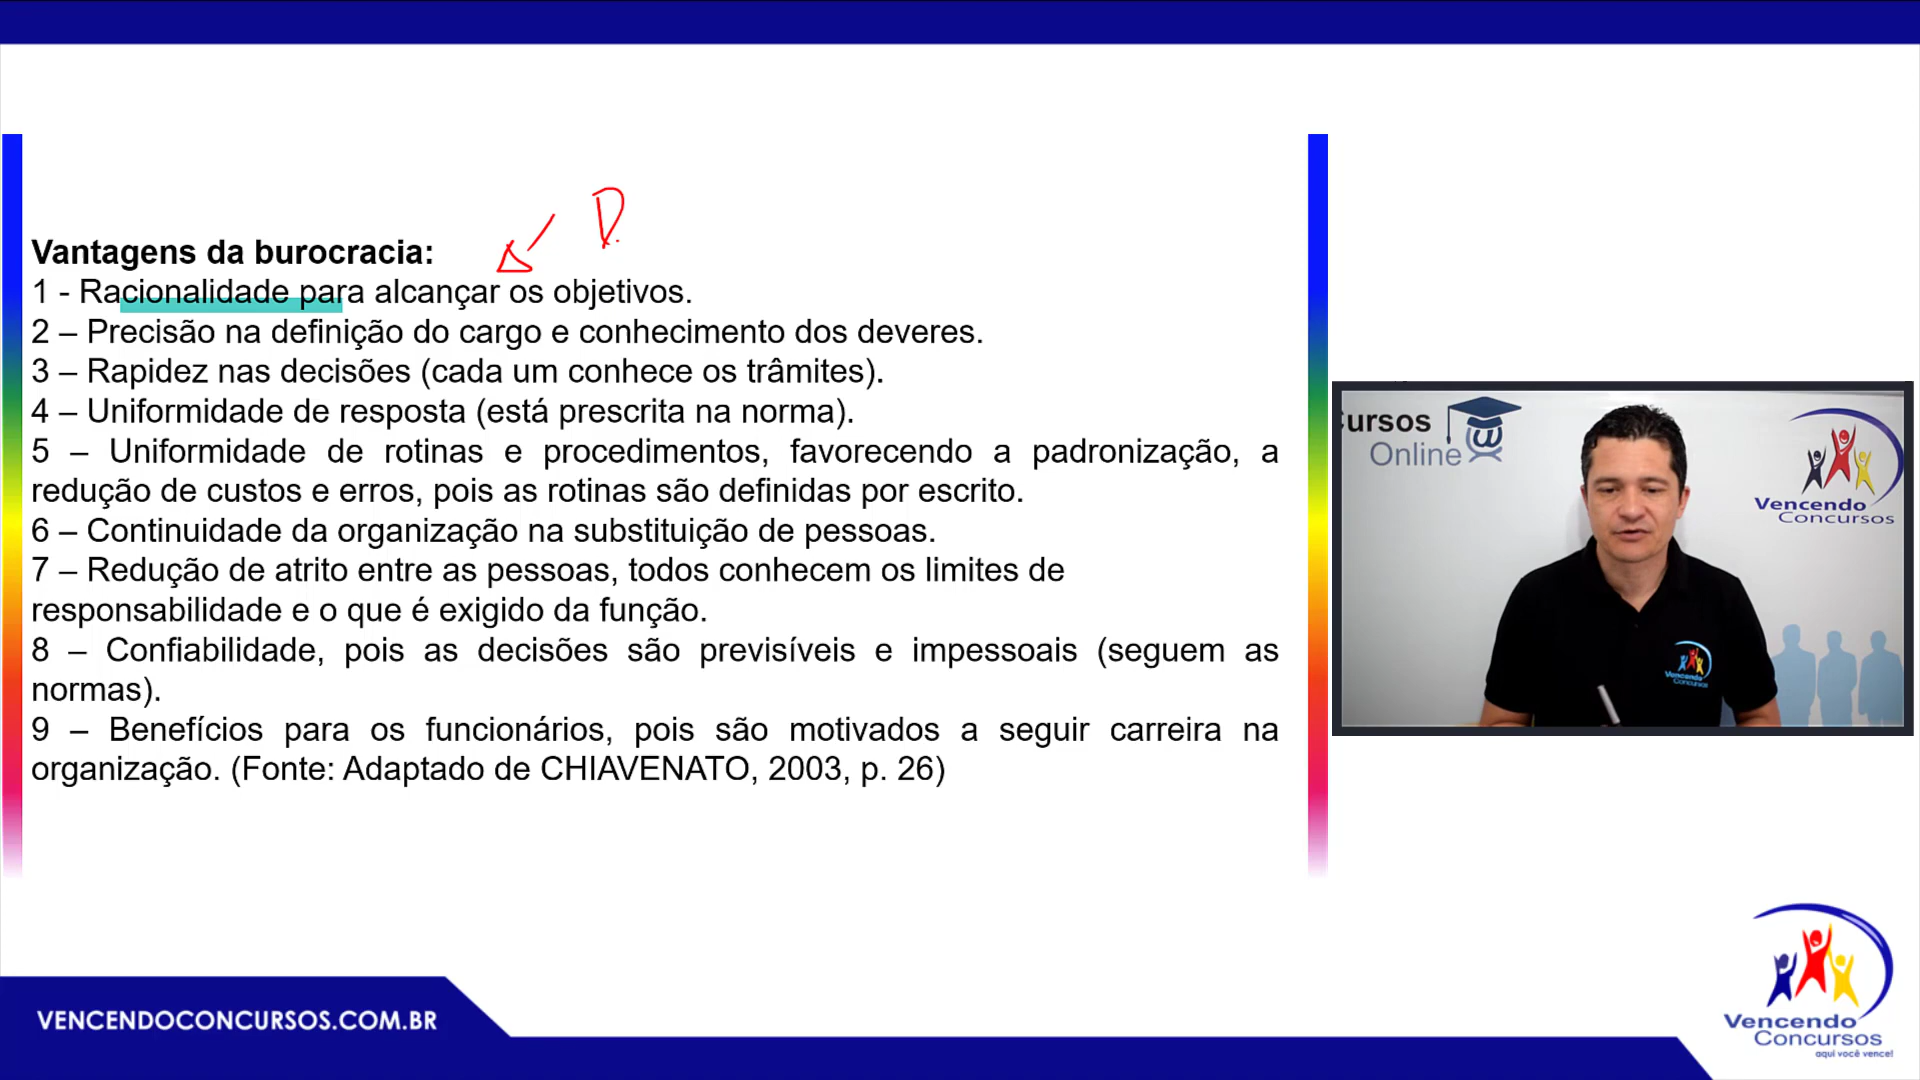 Vantagens da burocracia:
1 - Racionalidade para alcançar os objetivos.
2 – Precisão na definição do cargo e conhecimento dos deveres.
3 – Rapidez nas decisões (cada um conhece os trâmites).
4 – Uniformidade de resposta (está prescrita na norma).
5 – Uniformidade de rotinas e procedimentos, favorecendo a padronização, a
redução de custos e erros, pois as rotinas são definidas por escrito.
6 – Continuidade da organização na substituição de pessoas.
7 – Redução de atrito entre as pessoas, todos conhecem os limites de
responsabilidade e o que é exigido da função.
8 – Confiabilidade, pois as decisões são previsíveis e impessoais (seguem as
normas).
9 – Benefícios para os funcionários, pois são motivados a seguir carreira na
organização. (Fonte: Adaptado de CHIAVENATO, 2003, p. 26)
ursos
Online
Vencendo
Concursos
Vencendo
Concursos
VENCENDOCONCURSOS.COM.BR
Vencendo
Concursos
aqui você vence!